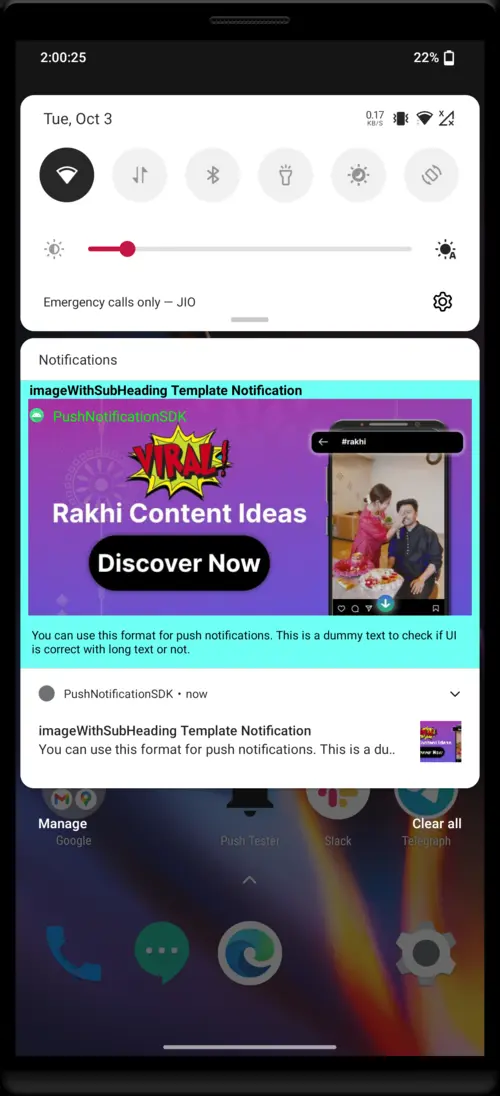 2:00:25
22%
Tue, Oct 3
0.17
KB/S
A
Emergency calls only — JIO
Notifications
imageWithSubHeading Template Notification
PushNotificationSDK
#rakhi
VIRAL!
Rakhi Content Ideas
Discover Now
You can use this format for push notifications. This is a dummy text to check if UI
is correct with long text or not.
PushNotificationSDK • now
imageWithSubHeading Template Notification
You can use this format for push notifications. This is a du..
Manage
Clear all
Google
Push Tester
Slack
Telegraph